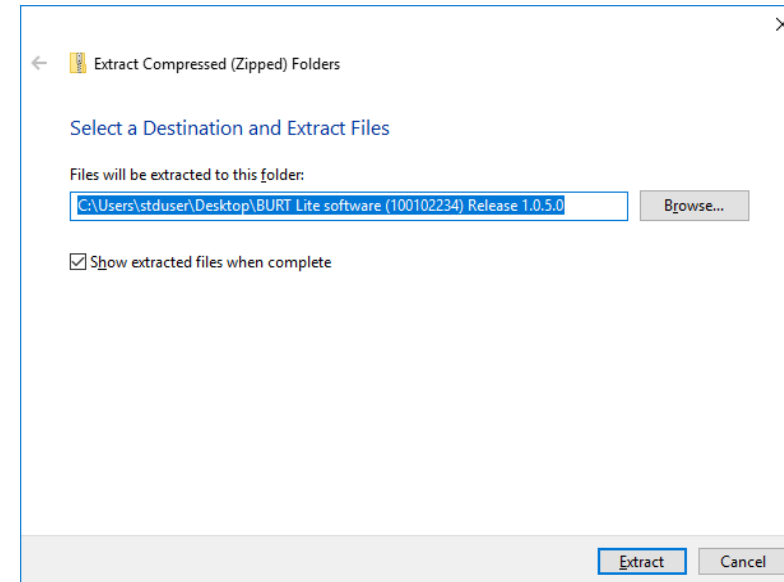 Extract Compressed (Zipped) Folders
Select a Destination and Extract Files
Files will be extracted to this folder:
C:\Users\stduser\Desktop\BURT Lite software (100102234) Release 1.0.5.0
Browse...
Show extracted files when complete
Extract
Cancel